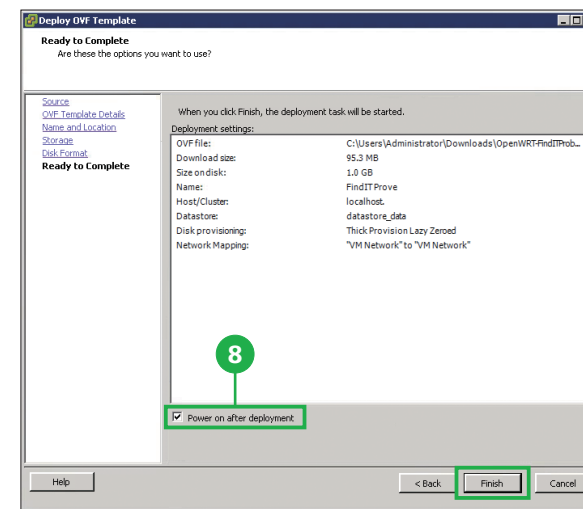 Deploy OVF Template
Ready to Complete
Are these the options you want to use?
Source
OVF Template Details
Name and Location
Storage
Disk Format
Ready to Complete
When you click Finish, the deployment task will be started.
Deployment settings:
OVF file: C:\Users\Administrator\Downloads\OpenWRT-FindITProb...
Download size: 95.3 MB
Size on disk: 1.0 GB
Name: FindIT Prove
Host/Cluster: localhost.
Datastore: datastore_data
Disk provisioning: Thick Provision Lazy Zeroed
Network Mapping: "VM Network" to "VM Network"
8
Power on after deployment
Help < Back Finish Cancel